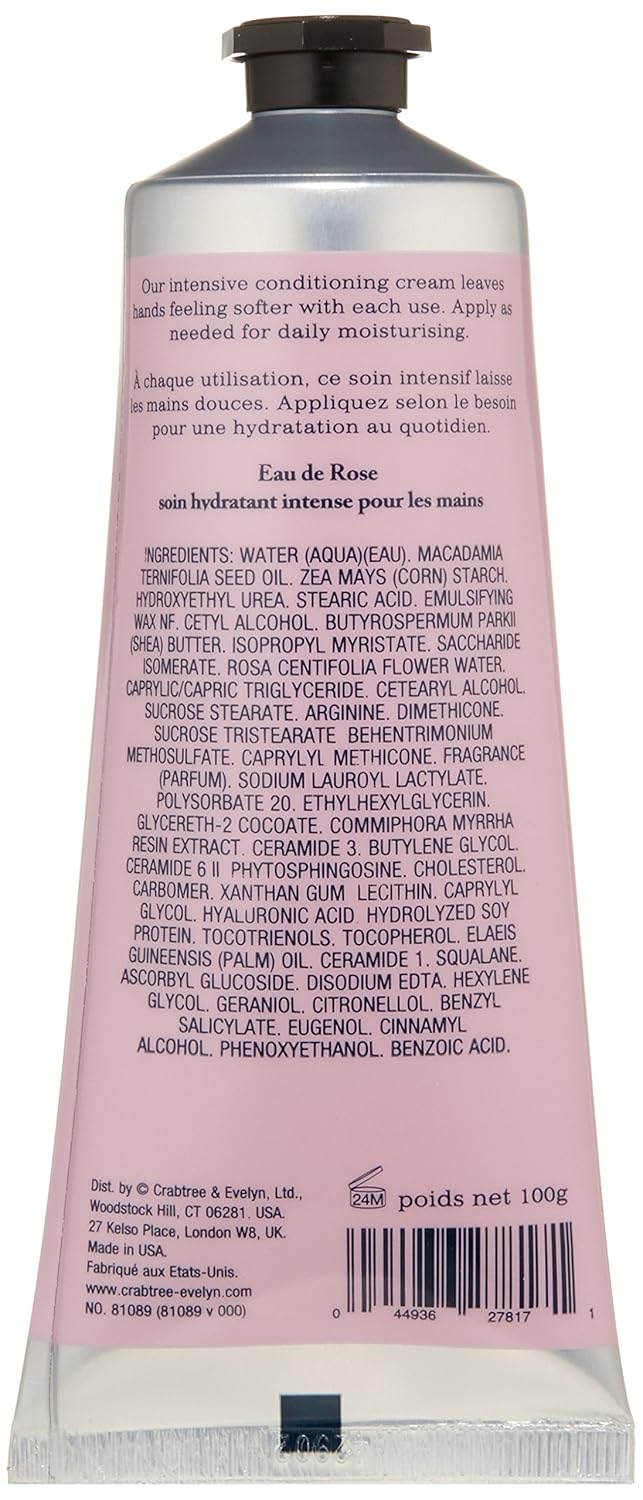 Our intensive conditioning cream leaves
hands feeling softer with each use. Apply as
needed for daily moisturising.
À chaque utilisation, ce soin intensif laisse
les mains douces. Appliquez selon le besoin
pour une hydratation au quotidien.
Eau de Rose
soin hydratant intense pour les mains
INGREDIENTS: WATER (AQUA)(EAU). MACADAMIA
TERNIFOLIA SEED OIL. ZEA MAYS (CORN) STARCH.
HYDROXYETHYL UREA. STEARIC ACID. EMULSIFYING
WAX NF. CETYL ALCOHOL. BUTYROSPERMUM PARKII
(SHEA) BUTTER. ISOPROPYL MYRISTATE. SACCHARIDE
ISOMERATE. ROSA CENTIFOLIA FLOWER WATER.
CAPRYLIC/CAPRIC TRIGLYCERIDE. CETEARYL ALCOHOL.
SUCROSE STEARATE. ARGININE. DIMETHICONE.
SUCROSE TRISTEARATE BEHENTRIMONIUM
METHOSULFATE. CAPRYLYL METHICONE. FRAGRANCE
(PARFUM). SODIUM LAUROYL LACTYLATE.
POLYSORBATE 20. ETHYLHEXYLGLYCERIN.
GLYCERETH-2 COCOATE. COMMIPHORA MYRRHA
RESIN EXTRACT. CERAMIDE 3. BUTYLENE GLYCOL.
CERAMIDE 6 II PHYTOSPHINGOSINE. CHOLESTEROL.
CARBOMER. XANTHAN GUM LECITHIN. CAPRYLYL
GLYCOL. HYALURONIC ACID HYDROLYZED SOY
PROTEIN. TOCOTRIENOLS. TOCOPHEROL. ELAEIS
GUINEENSIS (PALM) OIL. CERAMIDE 1. SQUALANE.
ASCORBYL GLUCOSIDE. DISODIUM EDTA. HEXYLENE
GLYCOL. GERANIOL. CITRONELLOL. BENZYL
SALICYLATE. EUGENOL. CINNAMYL
ALCOHOL. PHENOXYETHANOL. BENZOIC ACID.
Dist. by © Crabtree & Evelyn, Ltd.,
Woodstock Hill, CT 06281. USA.
27 Kelso Place, London W8, UK.
Made in USA.
Fabriqué aux Etats-Unis.
www.crabtree-evelyn.com
NO. 81089 (81089 v 000)
24M poids net 100g
0 44936 27817 1